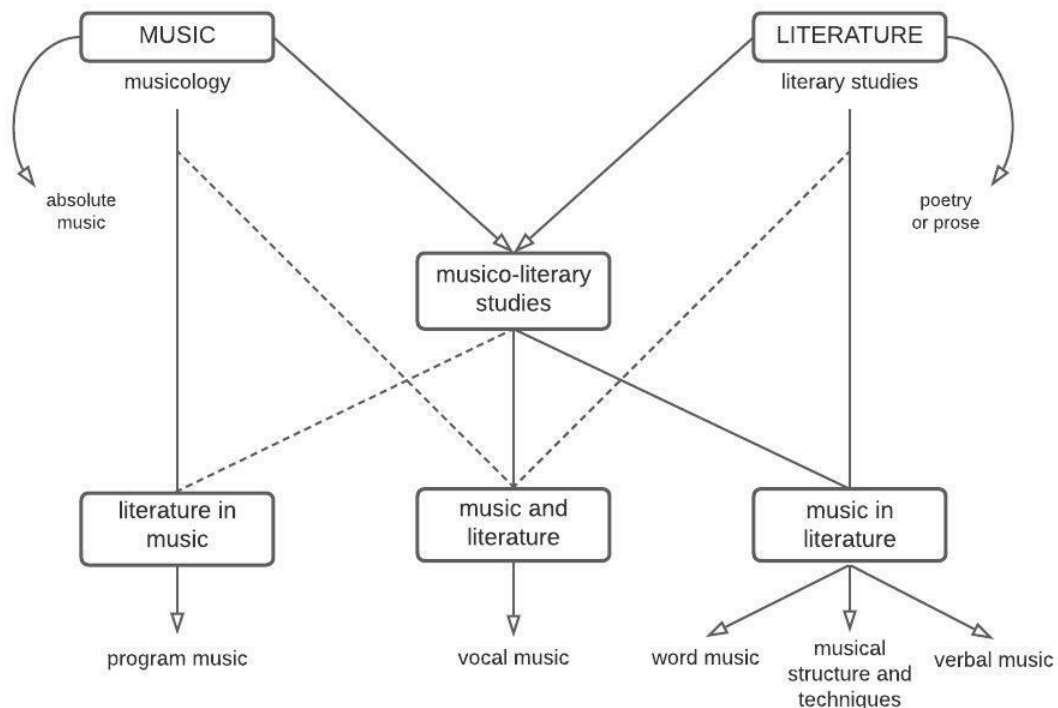 MUSIC
LITERATURE
musicology
literary studies
absolute
music
poetry
or prose
musico-literary
studies
literature in
music
music and
literature
music in
literature
program music
vocal music
word music
musical
structure and
techniques
verbal music